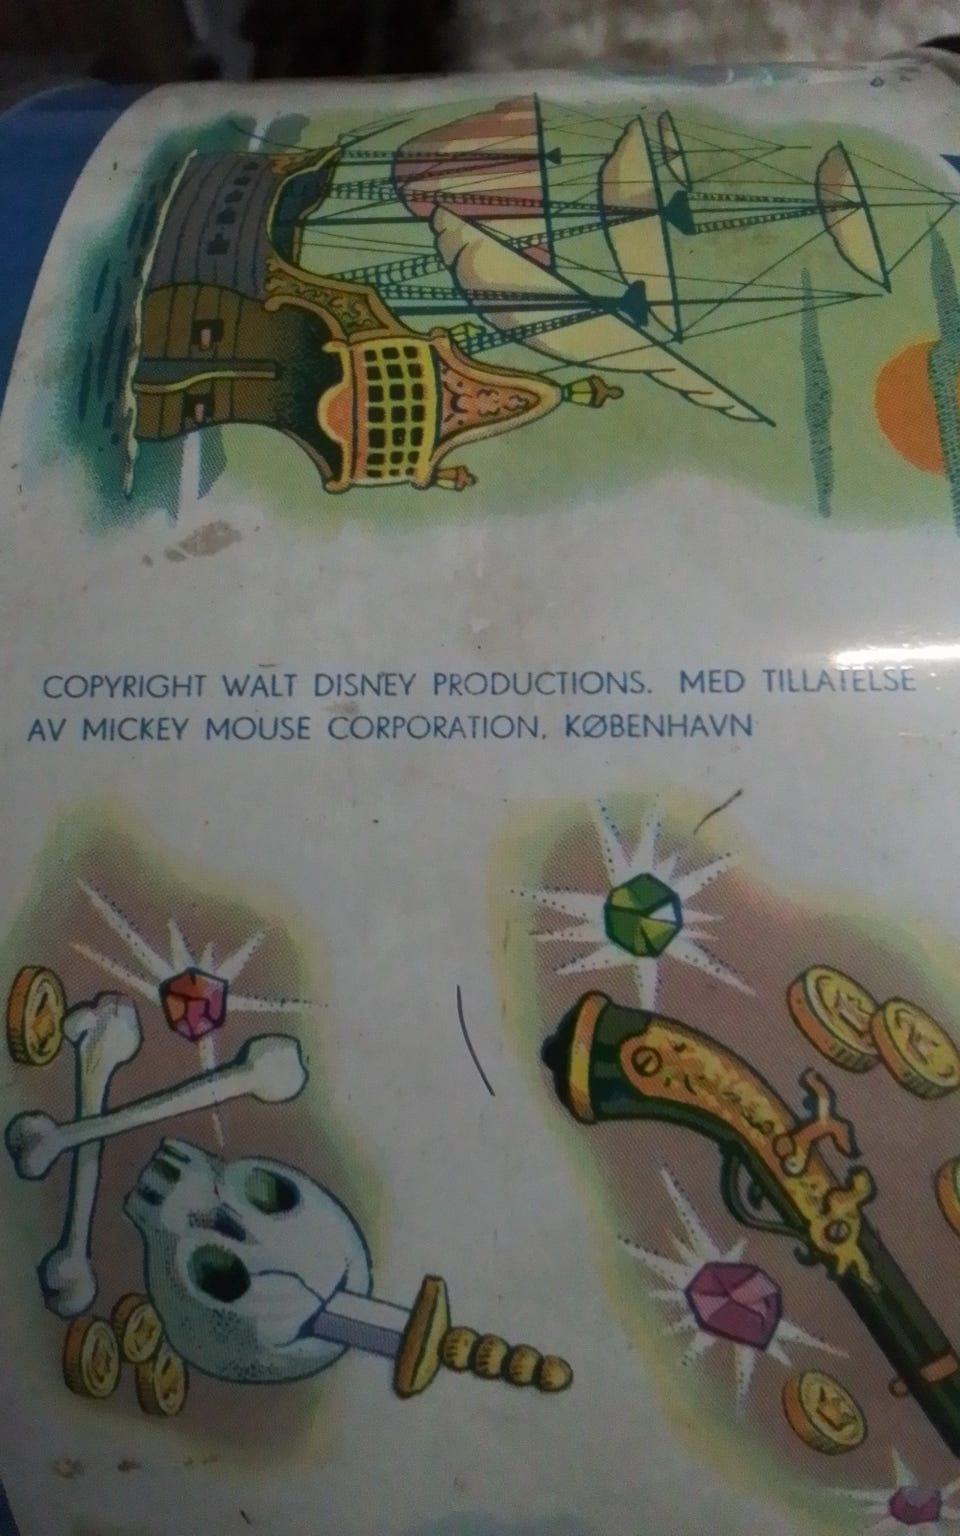 COPYRIGHT WALT DISNEY PRODUCTIONS. MED TILLATELSE
AV MICKEY MOUSE CORPORATION, KØBENHAVN